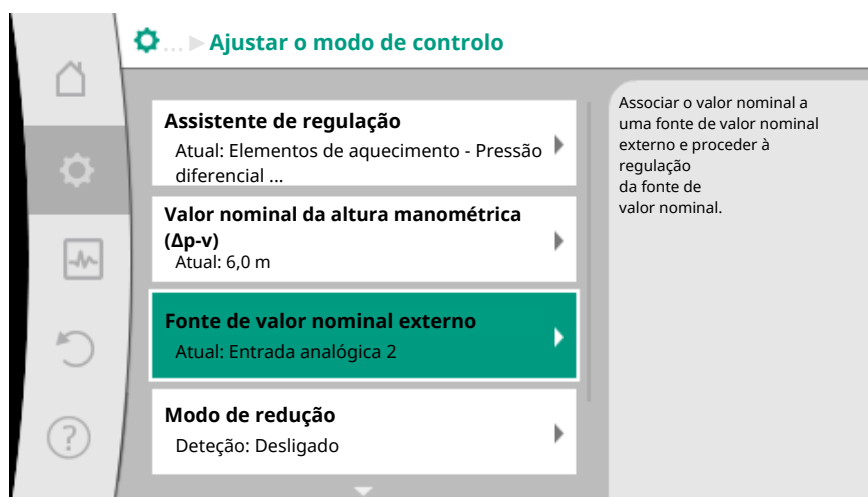 ... Ajustar o modo de controlo
Assistente de regulação
Atual: Elementos de aquecimento - Pressão
diferencial ...
Valor nominal da altura manométrica
(Δp-v)
Atual: 6,0 m
Fonte de valor nominal externo
Atual: Entrada analógica 2
Modo de redução
Deteção: Desligado
Associar o valor nominal a
uma fonte de valor nominal
externo e proceder à
regulação
da fonte de
valor nominal.